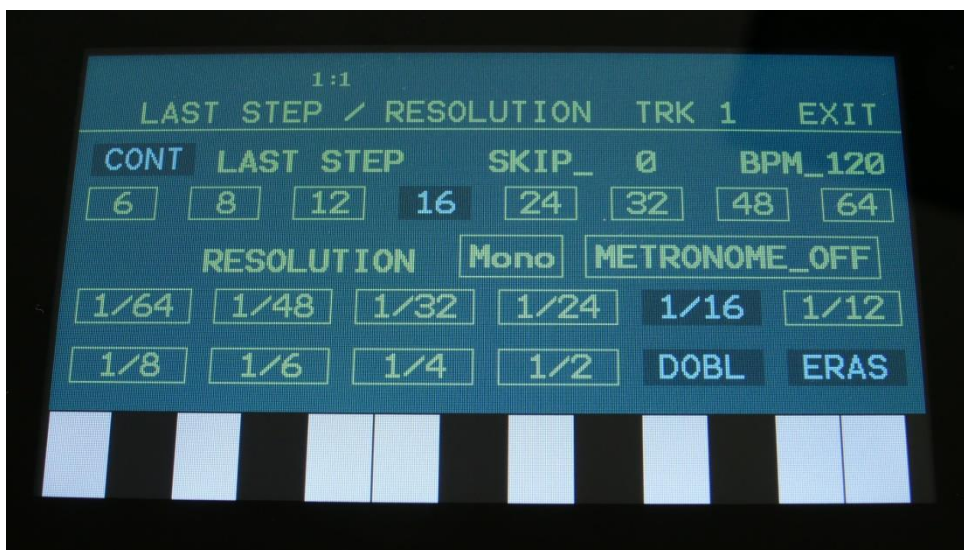 1:1
LAST STEP / RESOLUTION TRK 1 EXIT
CONT LAST STEP SKIP_ 0 BPM_120
6 8 12 16 24 32 48 64
RESOLUTION Mono METRONOME_OFF
1/64 1/48 1/32 1/24 1/16 1/12
1/8 1/6 1/4 1/2 DOBL ERAS